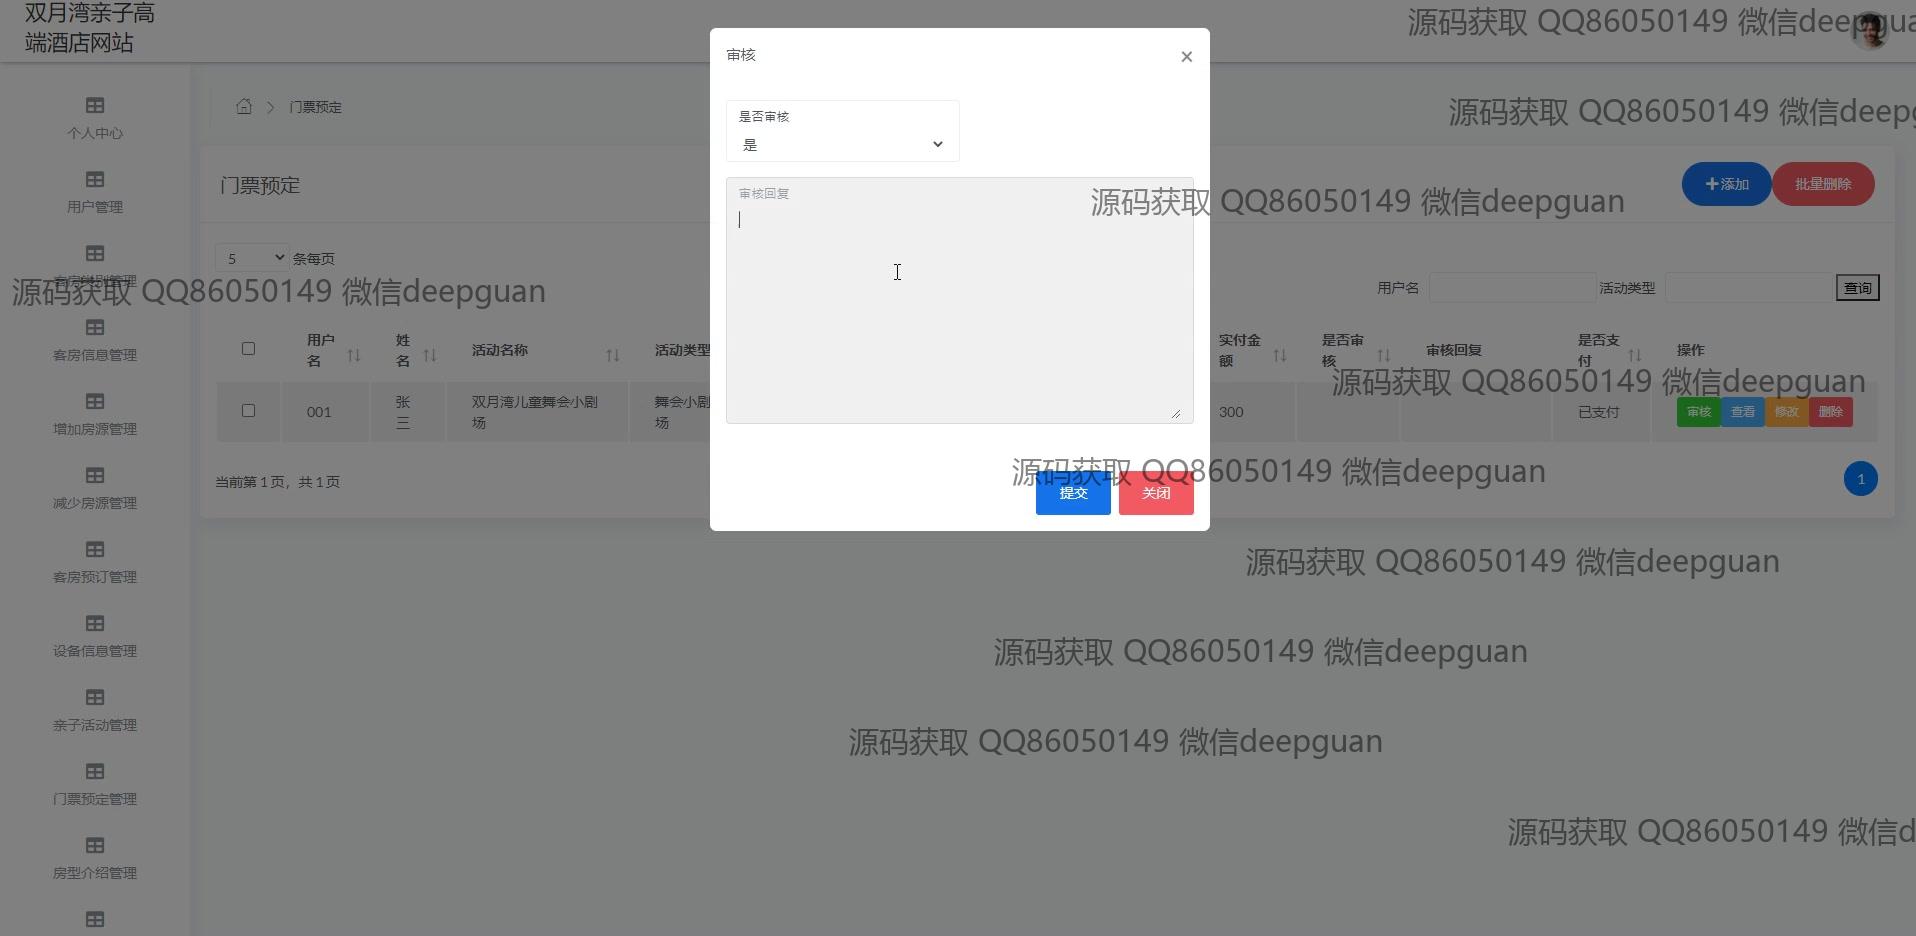 双月湾亲子高
端酒店网站
源码获取 QQ86050149 微信deepgua
审核
×
是否审核
是
审核回复
提交
关闭
个人中心
用户管理
客房类别管理
客房信息管理
增加房源管理
减少房源管理
客房预订管理
设备信息管理
亲子活动管理
门票预定管理
房型介绍管理
门票预定
源码获取 QQ86050149 微信deepg
门票预定
添加
批量删除
源码获取 QQ86050149 微信deepguan
5
条每页
源码获取 QQ86050149 微信deepguan
用户名
活动类型
查询
用户
名
姓
名
活动名称
活动类型
实付金
额
是否审
核
审核回复
是否支
付
操作
源码获取 QQ86050149 微信deepguan
001
张
三
双月湾儿童舞会小剧
场
舞会小剧
场
300
已支付
审核
查看
修改
删除
当前第 1 页，共 1 页
源码获取 QQ86050149 微信deepguan
1
源码获取 QQ86050149 微信deepguan
源码获取 QQ86050149 微信deepguan
源码获取 QQ86050149 微信deepguan
源码获取 QQ86050149 微信d